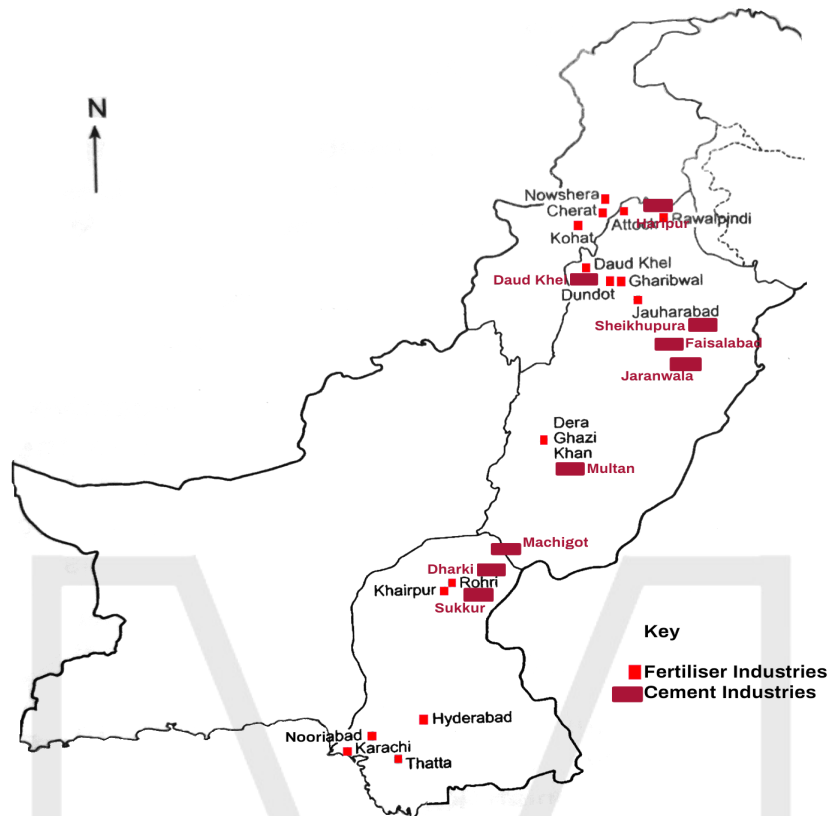 N
Nowshera
Cherat
Attock
Haripur
Rawalpindi
Kohat
Daud Khel
Daud Khel
Gharibwal
Dundot
Jauharabad
Sheikhupura
Faisalabad
Jaranwala
Dera
Ghazi
Khan
Multan
Machigot
Dharki
Rohri
Khairpur
Sukkur
Key
Fertiliser Industries
Cement Industries
Hyderabad
Nooriabad
Karachi
Thatta